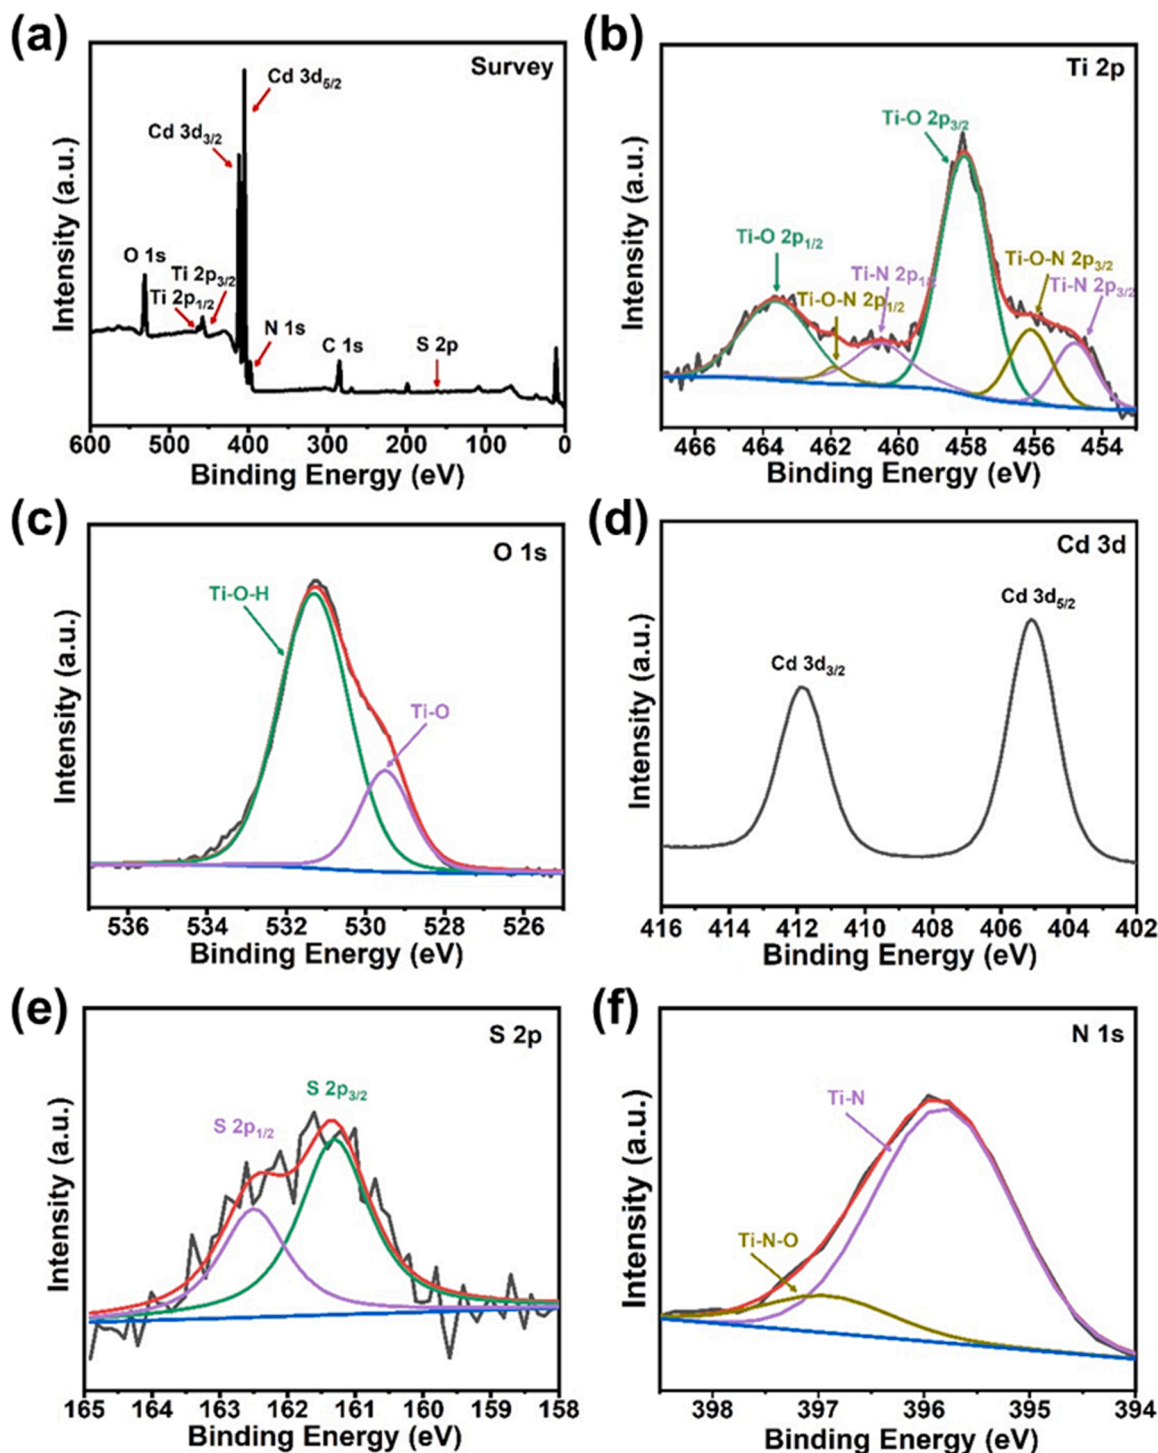 (a)
Survey
Cd 3d5/2
Cd 3d3/2
O 1s
Ti 2p3/2
Ti 2p1/2
N 1s
C 1s
S 2p
Intensity (a.u.)
600 500 400 300 200 100 0
Binding Energy (eV)
(b)
Ti 2p
Ti-O 2p3/2
Ti-O 2p1/2
Ti-N 2p1/2
Ti-O-N 2p1/2
Ti-O-N 2p3/2
Ti-N 2p3/2
Intensity (a.u.)
466 464 462 460 458 456 454
Binding Energy (eV)
(c)
O 1s
Ti-O-H
Ti-O
Intensity (a.u.)
536 534 532 530 528 526
Binding Energy (eV)
(d)
Cd 3d
Cd 3d5/2
Cd 3d3/2
Intensity (a.u.)
416 414 412 410 408 406 404 402
Binding Energy (eV)
(e)
S 2p
S 2p3/2
S 2p1/2
Intensity (a.u.)
165 164 163 162 161 160 159 158
Binding Energy (eV)
(f)
N 1s
Ti-N
Ti-N-O
Intensity (a.u.)
398 397 396 395 394
Binding Energy (eV)